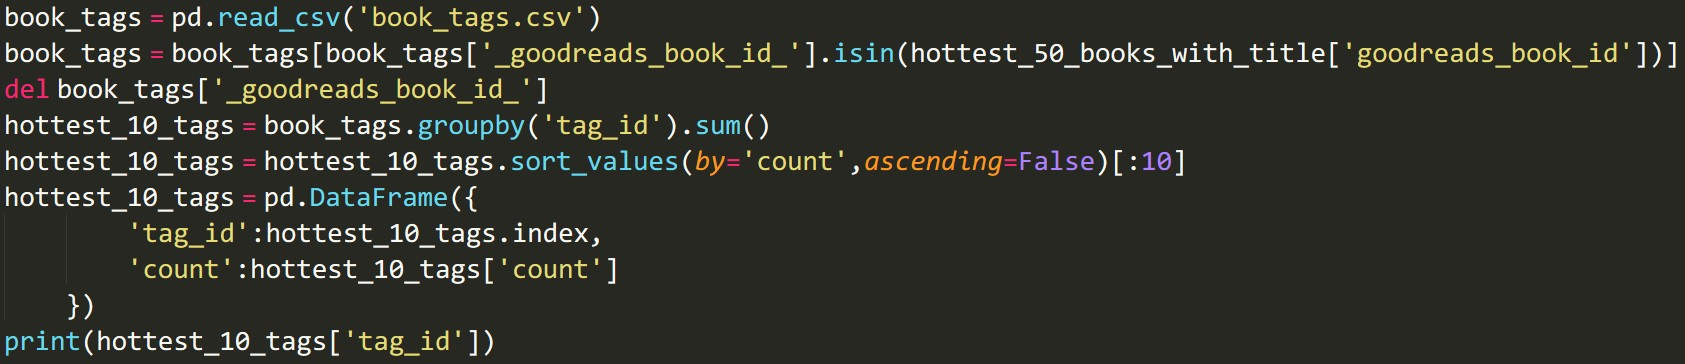 book_tags = pd.read_csv('book_tags.csv')
book_tags = book_tags[book_tags['_goodreads_book_id_'].isin(hottest_50_books_with_title['goodreads_book_id'])]
del book_tags['_goodreads_book_id_']
hottest_10_tags = book_tags.groupby('tag_id').sum()
hottest_10_tags = hottest_10_tags.sort_values(by='count',ascending=False)[:10]
hottest_10_tags = pd.DataFrame({
        'tag_id':hottest_10_tags.index,
        'count':hottest_10_tags['count']
    })
print(hottest_10_tags['tag_id'])